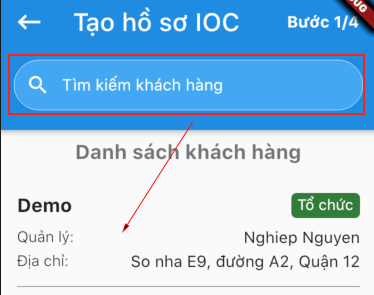 Tạo hồ sơ IOC
Bước 1/4
Tìm kiếm khách hàng
Danh sách khách hàng
Demo
Tổ chức
Quản lý: Nghiep Nguyen
Địa chỉ: So nha E9, đường A2, Quận 12